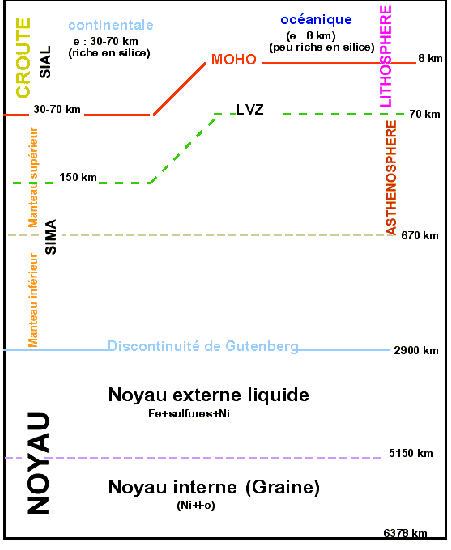 CROUTE
SIAL
continentale
e : 30-70 km
(riche en silice)
océanique
(e 8 km)
(peu riche en silice)
LITHOSPHERE
MOHO
8 km
30-70 km
LVZ
70 km
Manteau supérieur
150 km
ASTHENOSPHERE
SIMA
670 km
Manteau inférieur
Discontinuité de Gutenberg
2900 km
Noyau externe liquide
Fe+sulfures+Ni
NOYAU
5150 km
Noyau interne (Graine)
(Ni+Fe)
6378 km